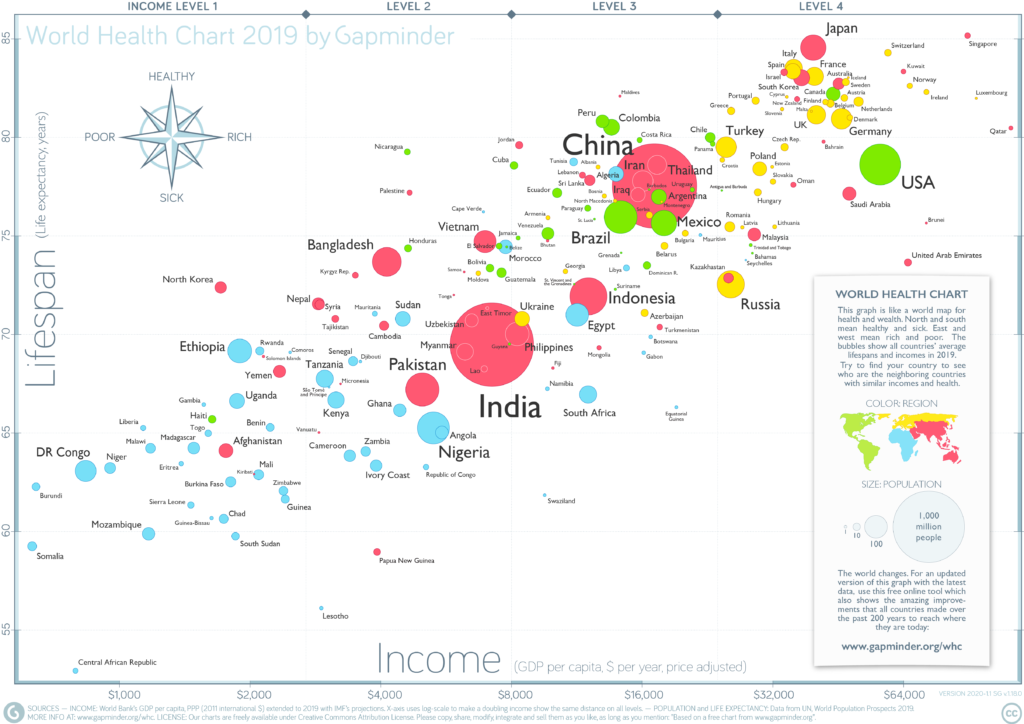 INCOME LEVEL 1
LEVEL 2
LEVEL 3
LEVEL 4
World Health Chart 2019 by Gapminder
HEALTHY
POOR
RICH
SICK
Lifespan (Life expectancy, years)
85
80
75
70
65
60
55
Japan
Singapore
Switzerland
Italy
Spain
France
Israel
Australia
Iceland
Sweden
Kuwait
South Korea
Norway
Ireland
Luxembourg
Canada
Austria
Cyprus
Portugal
New Zealand
Finland
Belgium
Netherlands
Greece
Slovenia
Malta
UK
Denmark
Germany
Qatar
Maldives
Peru
Colombia
Costa Rica
Chile
Panama
Turkey
Czech Rep.
Bahrain
Nicaragua
Jordan
China
Cuba
Tunisia
Albania
Lebanon
Algeria
Iran
Thailand
Croatia
Poland
Estonia
USA
Sri Lanka
Bosnia
Iraq
Barbados
Uruguay
Slovakia
Oman
Palestine
Ecuador
North Macedonia
Argentina
Antigua and Barbuda
Hungary
Saudi Arabia
Cape Verde
Armenia
Paraguay
St. Lucia
Serbia
Montenegro
Mexico
Romania
Latvia
Lithuania
Brunei
Vietnam
Venezuela
Jamaica
Bhutan
Brazil
Bulgaria
Mauritius
Malaysia
Bangladesh
Honduras
El Salvador
Belize
Morocco
Grenada
Belarus
Trinidad and Tobago
Bahamas
Seychelles
United Arab Emirates
Kyrgyz Rep.
Samoa
Bolivia
Moldova
Guatemala
Georgia
Libya
Dominican R.
Kazakhstan
North Korea
St. Vincent and
the Grenadines
Suriname
Russia
Nepal
Syria
Mauritania
Tonga
Indonesia
Sudan
East Timor
Ukraine
Egypt
Azerbaijan
Tajikistan
Cambodia
Uzbekistan
Turkmenistan
Ethiopia
Rwanda
Solomon Islands
Comoros
Senegal
Djibouti
Myanmar
Guyana
Philippines
Mongolia
Botswana
Gabon
Yemen
Tanzania
Pakistan
Lao
Fiji
Micronesia
São Tomé
and Principe
Namibia
Gambia
Uganda
Kenya
Ghana
India
South Africa
Equatorial
Guinea
Haiti
Liberia
Togo
Benin
Vanuatu
Angola
Malawi
Madagascar
Afghanistan
Cameroon
Zambia
Nigeria
DR Congo
Niger
Eritrea
Kiribati
Mali
Ivory Coast
Republic of Congo
Burundi
Burkina Faso
Zimbabwe
Guinea
Swaziland
Sierra Leone
Guinea-Bissau
Chad
Mozambique
South Sudan
Somalia
Papua New Guinea
Lesotho
Central African Republic
WORLD HEALTH CHART
This graph is like a world map for
health and wealth. North and south
mean healthy and sick. East and
west mean rich and poor. The
bubbles show all countries' average
lifespans and incomes in 2019.
Try to find your country to see
who are the neighboring countries
with similar incomes and health.
COLOR: REGION
SIZE: POPULATION
1
10
100
1,000
million
people
The world changes. For an updated
version of this graph with the latest
data, use this free online tool which
also shows the amazing improve-
ments that all countries made over
the past 200 years to reach where
they are today:
www.gapminder.org/whc
Income (GDP per capita, $ per year, price adjusted)
$1,000
$2,000
$4,000
$8,000
$16,000
$32,000
$64,000
SOURCES — INCOME: World Bank's GDP per capita, PPP (2011 international $) extended to 2019 with IMF's projections. X-axes uses log-scale to make a doubling income show the same distance on all levels. — POPULATION and LIFE EXPECTANCY: Data from UN, World Population Prospects 2019.
MORE INFO AT: www.gapminder.org/whc. LICENSE: Our charts are freely available under Creative Commons Attribution License. Please copy, share, modify, integrate and sell them as you like, as long as you mention: "Based on a free chart from www.gapminder.org".
cc